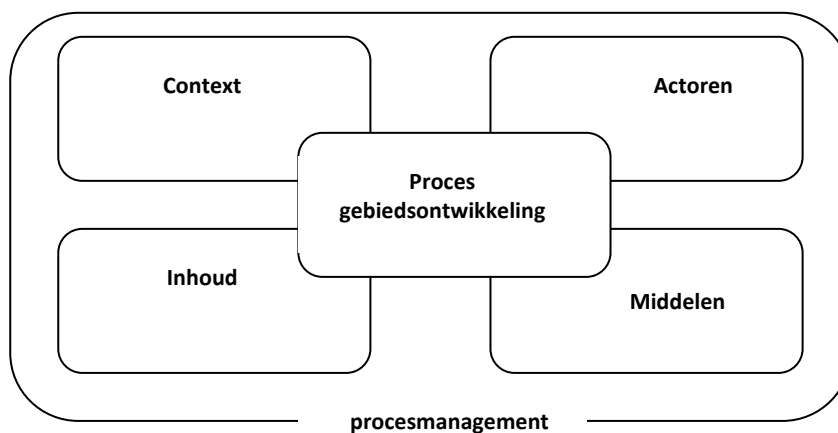 Context
Actoren
Proces
gebiedsontwikkeling
Inhoud
Middelen
procesmanagement